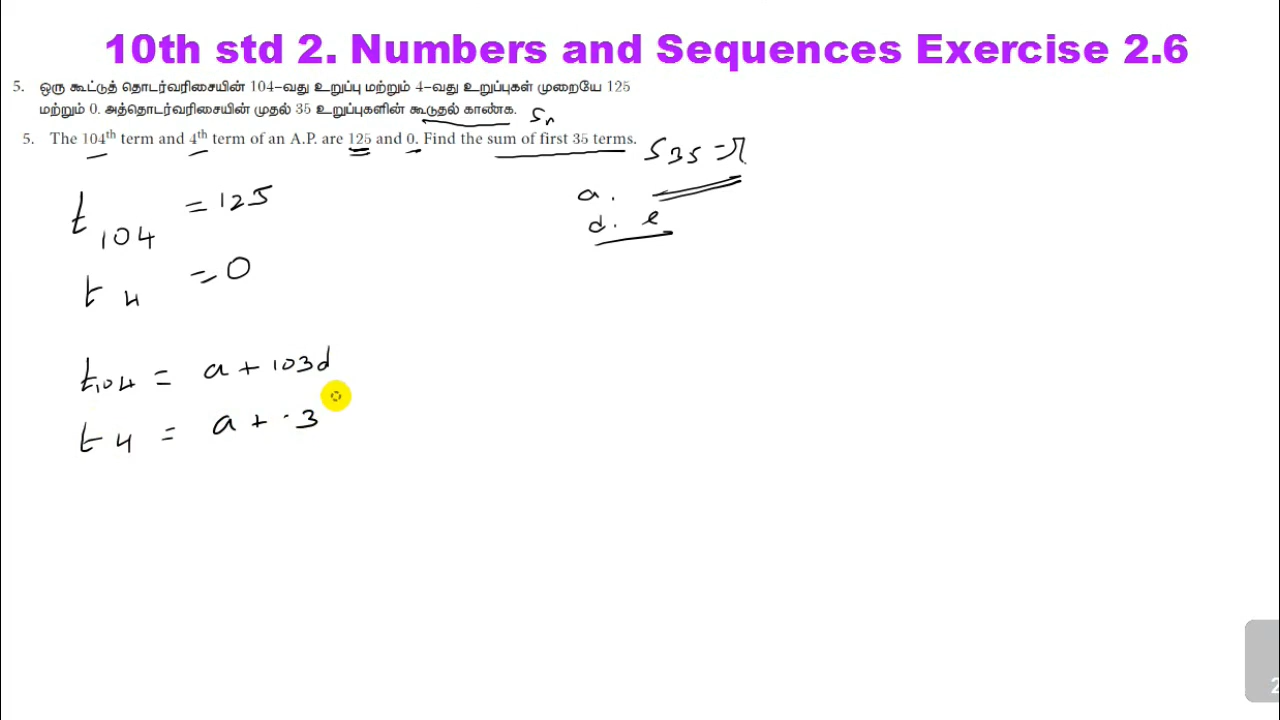 10th std 2. Numbers and Sequences Exercise 2.6
5. ஒரு கூட்டுத் தொடர்வரிசையின் 104-வது உறுப்பு மற்றும் 4-வது உறுப்புகள் முறையே 125
மற்றும் 0. அத்தொடர்வரிசையின் முதல் 35 உறுப்புகளின் கூடுதல் காண்க.
Sn
5. The 104th term and 4th term of an A.P. are 125 and 0. Find the sum of first 35 terms.
S35 =
t104 = 125
a.
d. l
t4 = 0
t104 = a + 103d
t4 = a + 3
2